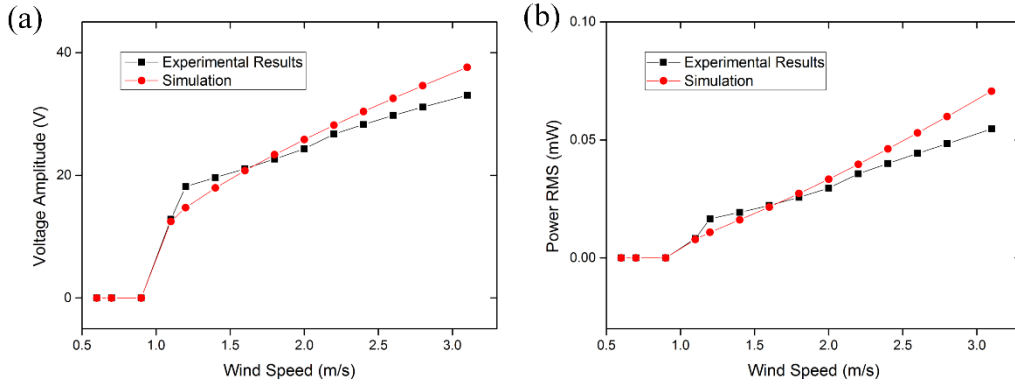 (a)
Experimental Results
Simulation
Voltage Amplitude (V)
40
20
0
0.5 1.0 1.5 2.0 2.5 3.0
Wind Speed (m/s)
(b)
Experimental Results
Simulation
Power RMS (mW)
0.10
0.05
0.00
0.5 1.0 1.5 2.0 2.5 3.0
Wind Speed (m/s)